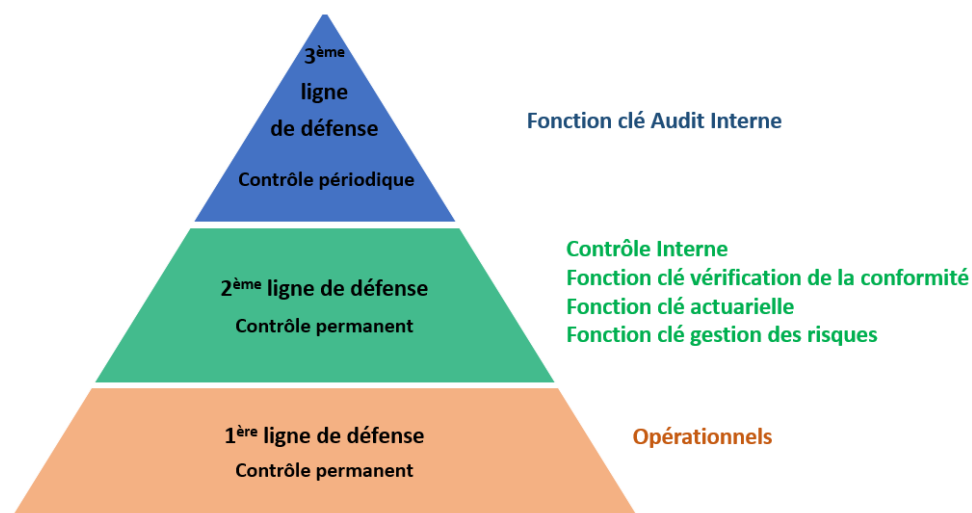 3ème
ligne
de défense
Contrôle périodique
Fonction clé Audit Interne
2ème ligne de défense
Contrôle permanent
Contrôle Interne
Fonction clé vérification de la conformité
Fonction clé actuarielle
Fonction clé gestion des risques
1ère ligne de défense
Contrôle permanent
Opérationnels